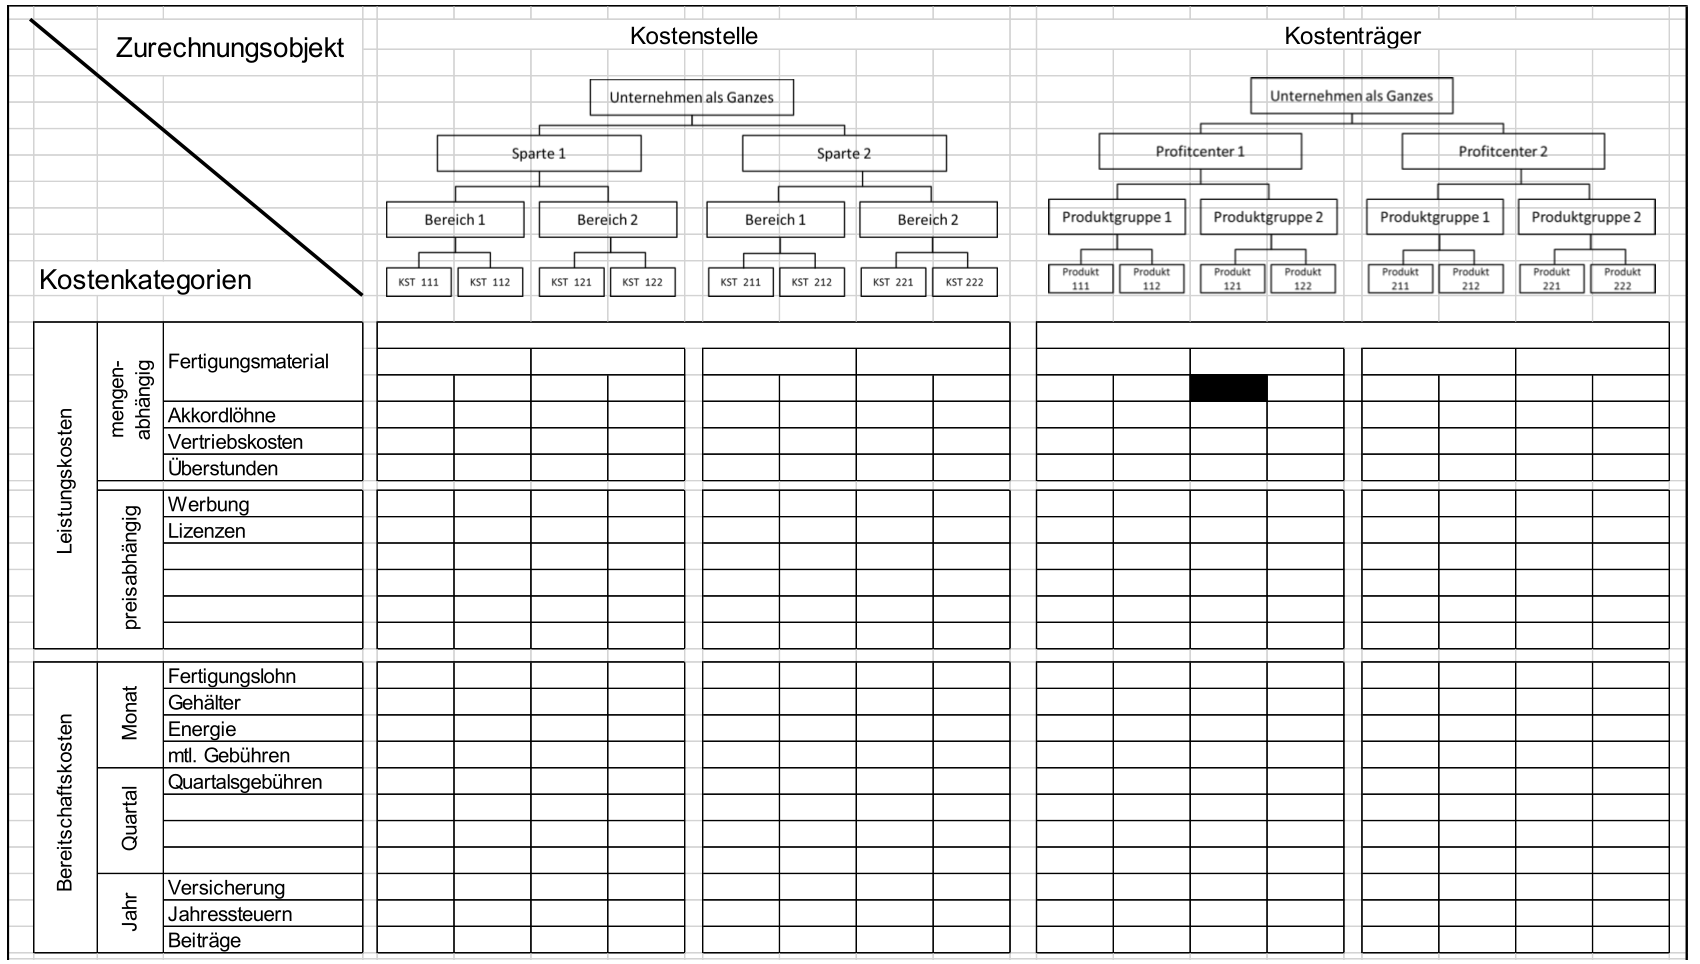 Zurechnungsobjekt
Kostenkategorien
Kostenstelle
Unternehmen als Ganzes
Sparte 1
Sparte 2
Bereich 1
Bereich 2
Bereich 1
Bereich 2
KST 111
KST 112
KST 121
KST 122
KST 211
KST 212
KST 221
KST 222
Kostenträger
Unternehmen als Ganzes
Profitcenter 1
Profitcenter 2
Produktgruppe 1
Produktgruppe 2
Produktgruppe 1
Produktgruppe 2
Produkt
111
Produkt
112
Produkt
121
Produkt
122
Produkt
211
Produkt
212
Produkt
221
Produkt
222
Leistungskosten
mengen-
abhängig
Fertigungsmaterial
Akkordlöhne
Vertriebskosten
Überstunden
preisabhängig
Werbung
Lizenzen
Bereitschaftskosten
Monat
Fertigungslohn
Gehälter
Energie
mtl. Gebühren
Quartal
Quartalsgebühren
Jahr
Versicherung
Jahressteuern
Beiträge